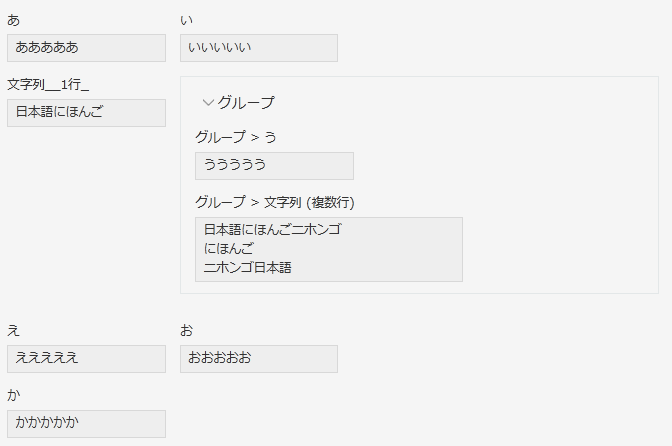 あ
い
あああああ
いいいいい
文字列__1行_
日本語にほんご
グループ
グループ > う
ううううう
グループ > 文字列 (複数行)
日本語にほんごニホンゴ
にほんご
ニホンゴ日本語
え
お
えええええ
おおおおお
か
かかかかか